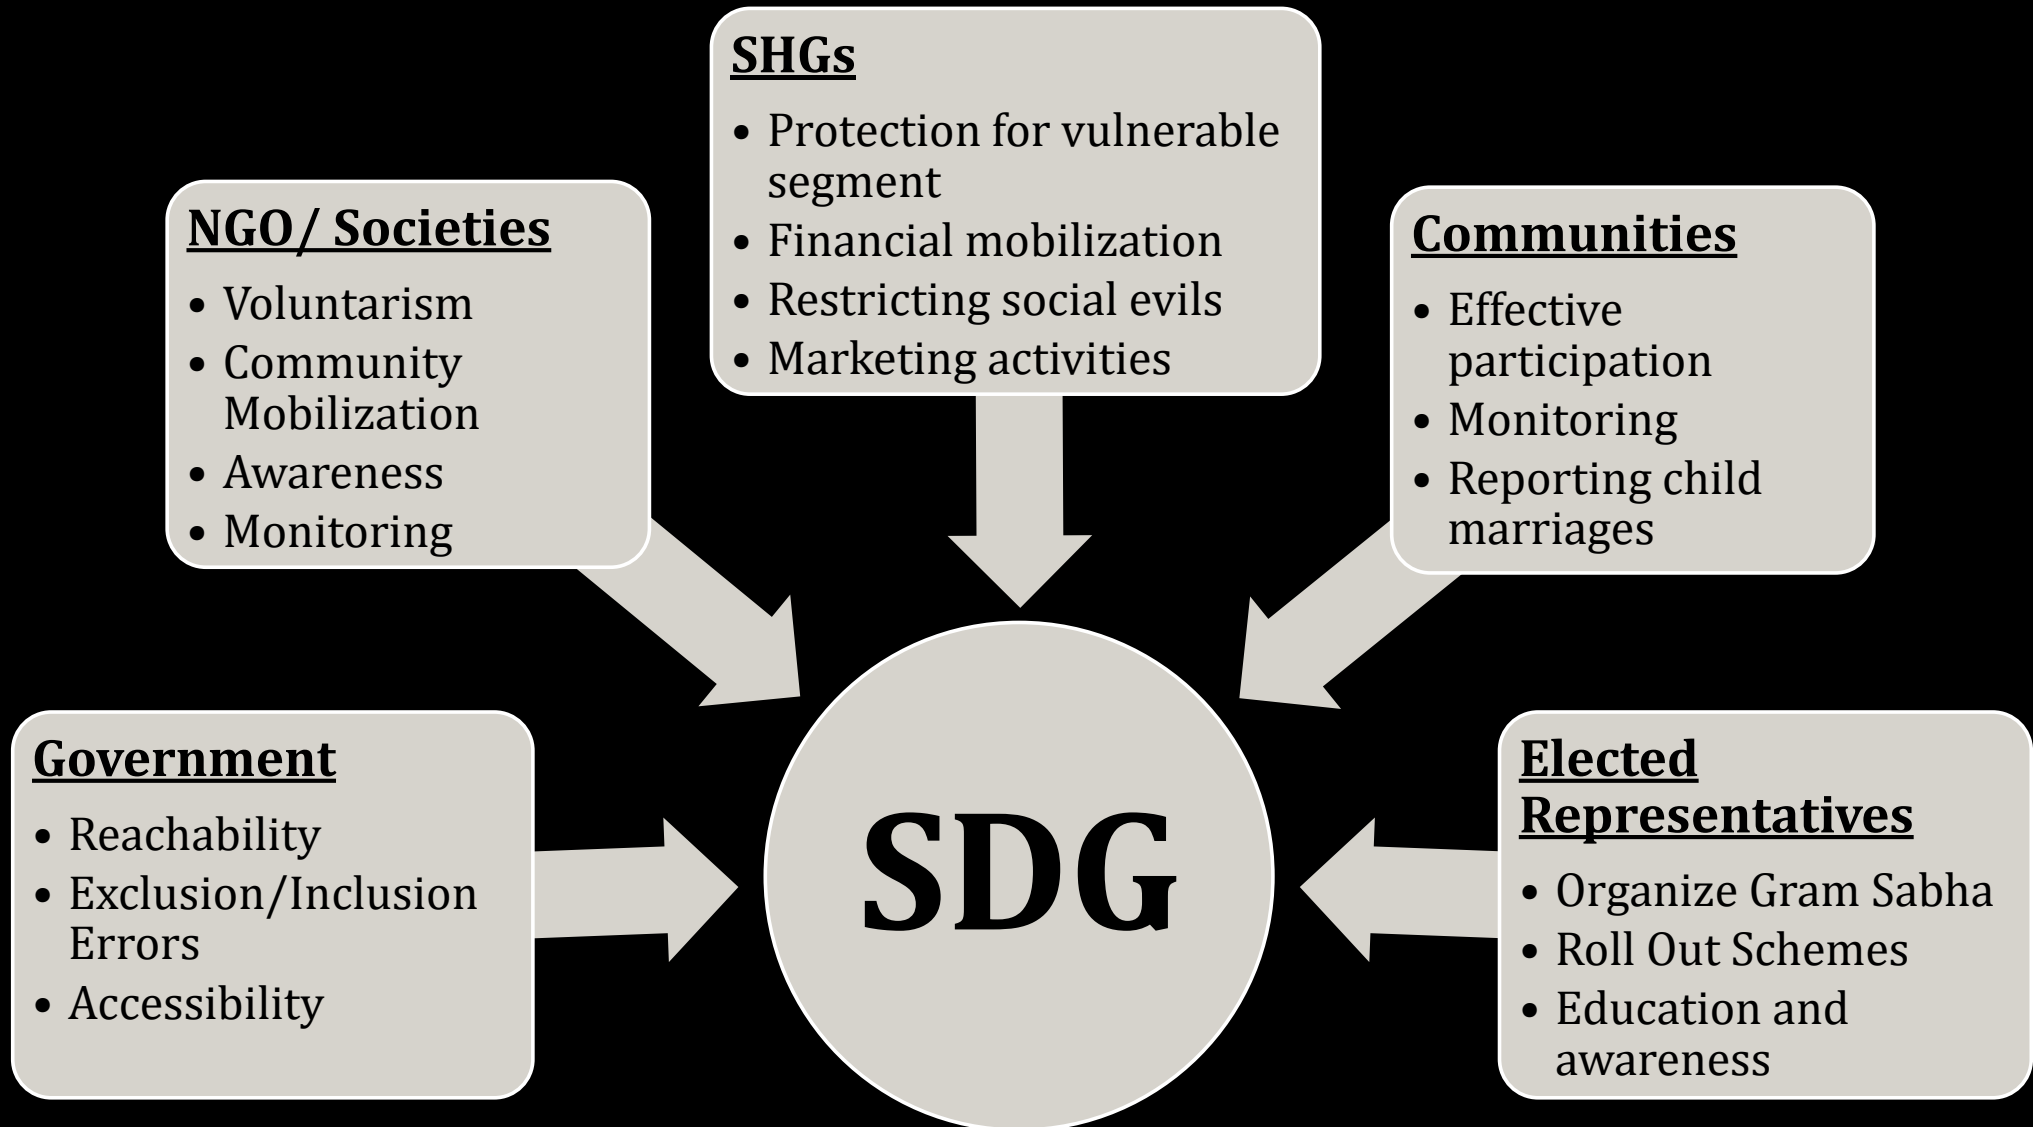 SHGs
• Protection for vulnerable
segment
• Financial mobilization
• Restricting social evils
• Marketing activities
NGO/ Societies
• Voluntarism
• Community
Mobilization
• Awareness
• Monitoring
Communities
• Effective
participation
• Monitoring
• Reporting child
marriages
Government
• Reachability
• Exclusion/Inclusion
Errors
• Accessibility
SDG
Elected
Representatives
• Organize Gram Sabha
• Roll Out Schemes
• Education and
awareness